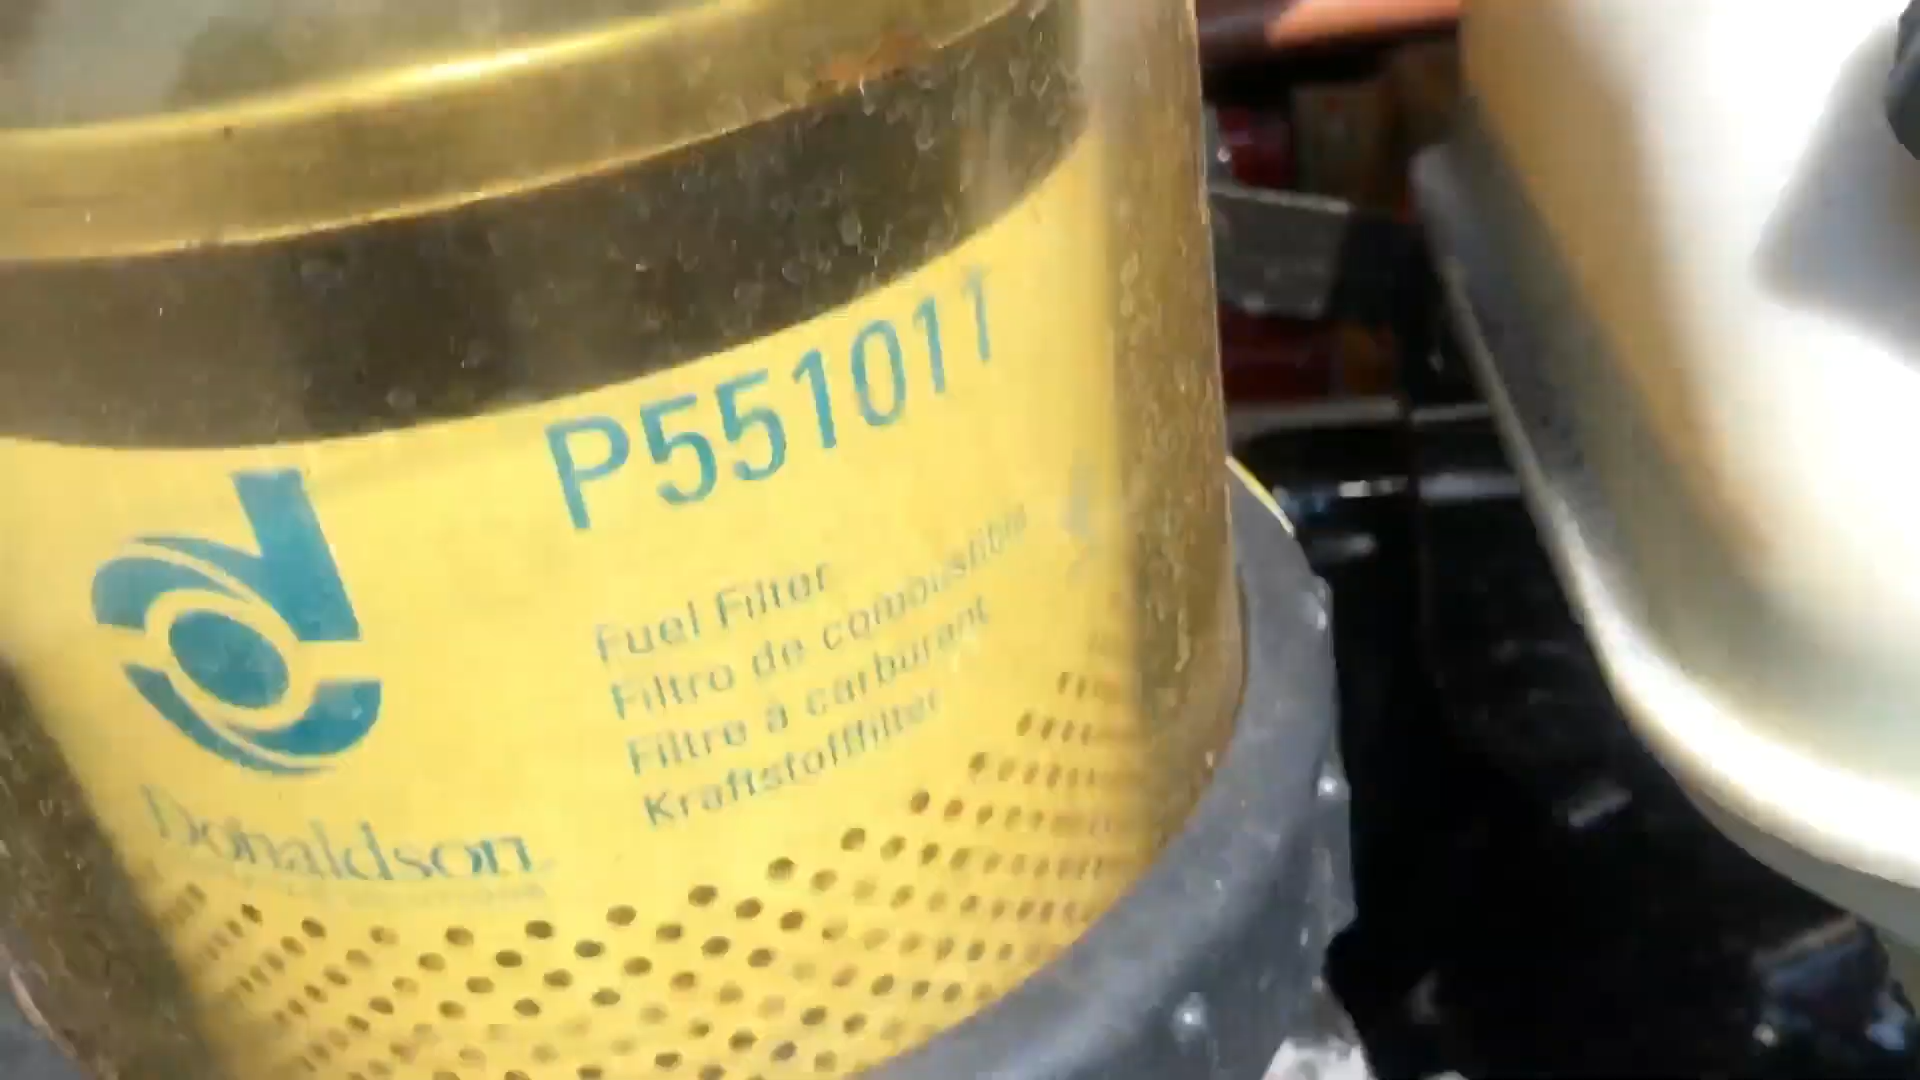 P551011
Fuel Filter
Filtro de combustible
Filtre à carburant
Kraftstofffilter
Donaldson